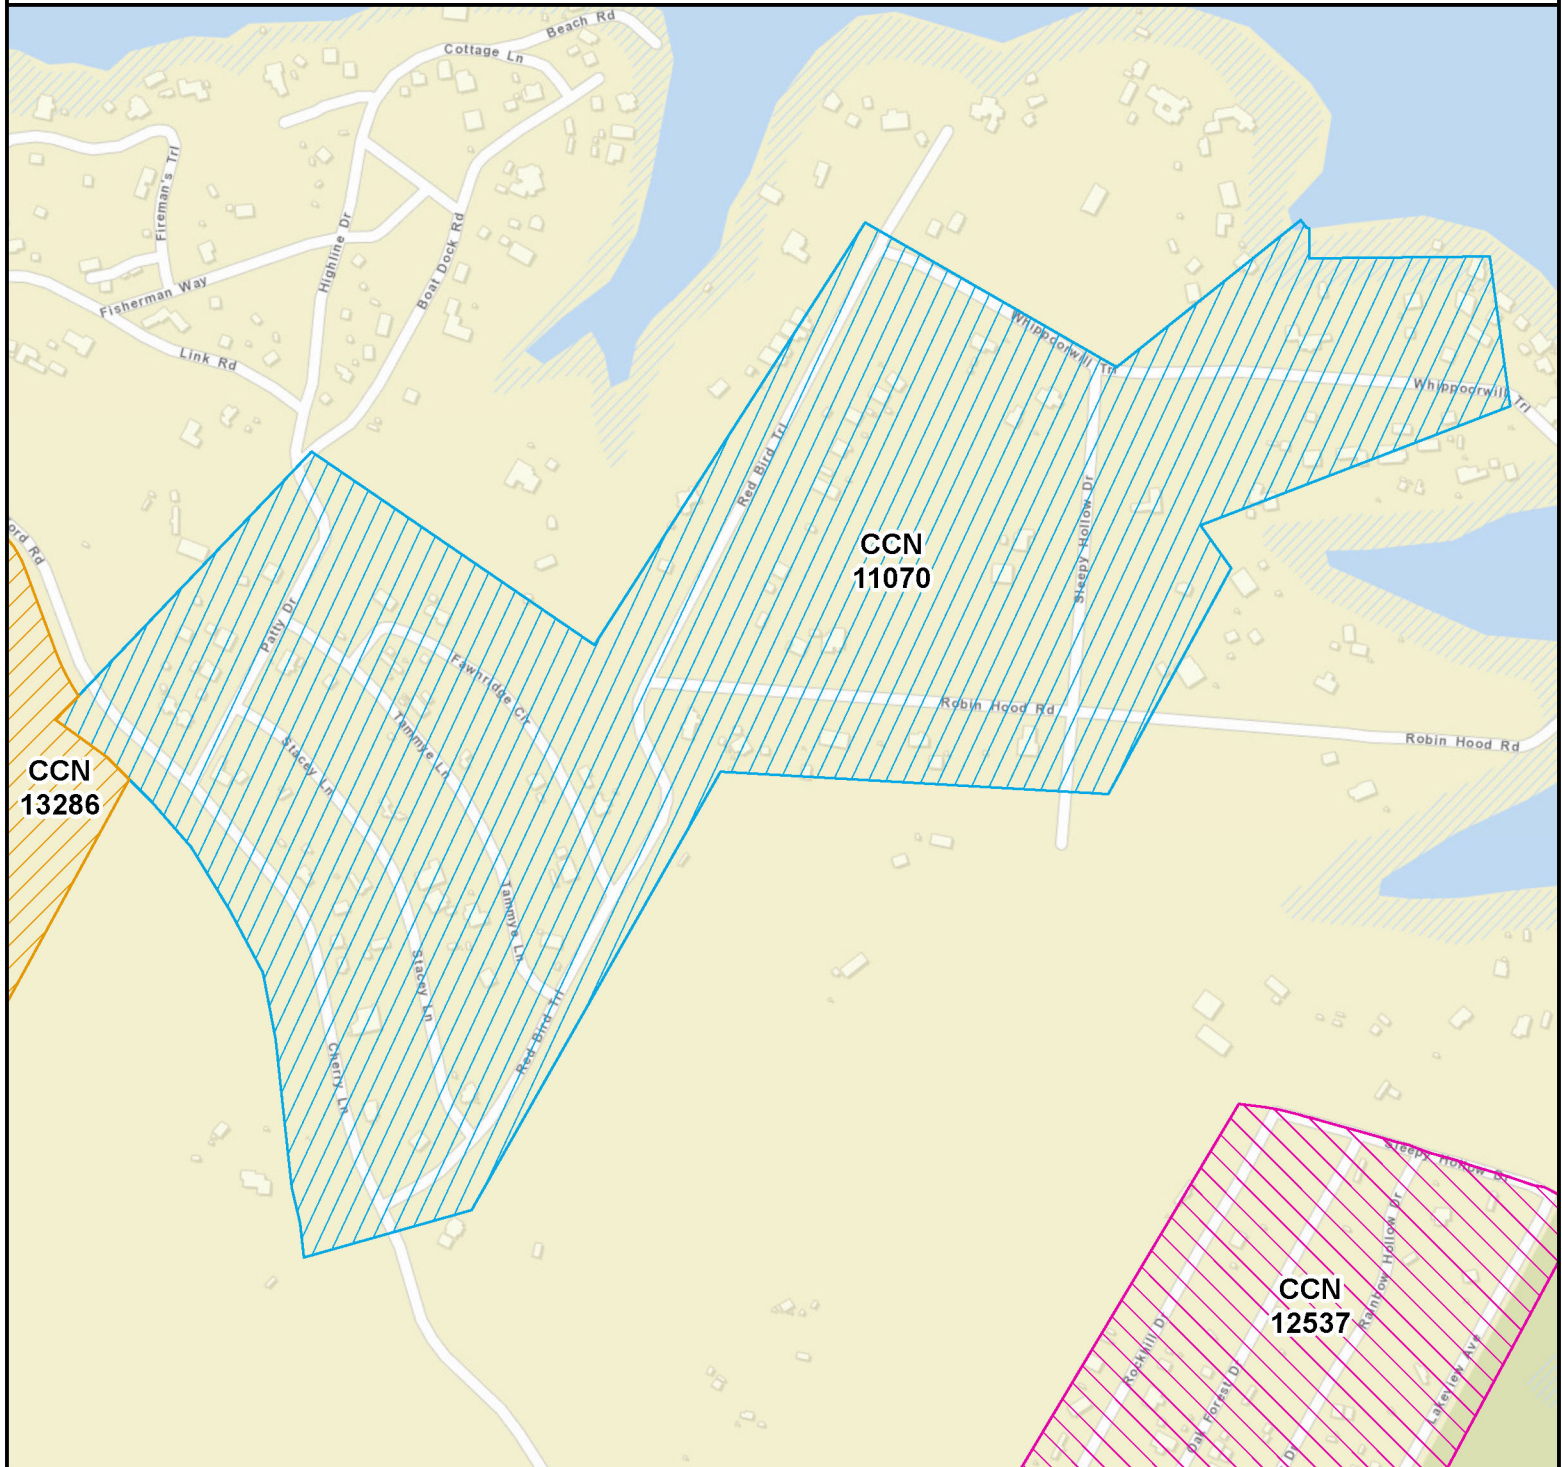 Beach Rd
Cottage Ln
Fireman's Trl
Highline Dr
Boat Dock Rd
Fisherman Way
Link Rd
Whippoorwill Trl
Whippoorwill Trl
Red Bird Trl
Sleepy Hollow Dr
ord Rd
CCN
11070
Patty Dr
Fawnridge Cir
Tammye Ln
Stacey Ln
Robin Hood Rd
Robin Hood Rd
CCN
13286
Tammye Ln
Stacey Ln
Red Bird Trl
Cherry Ln
Sleepy Hollow Dr
Rainbow Hollow Dr
CCN
12537
Rockhill Dr
Oak Forest Dr
Lakeview Ave
Dr